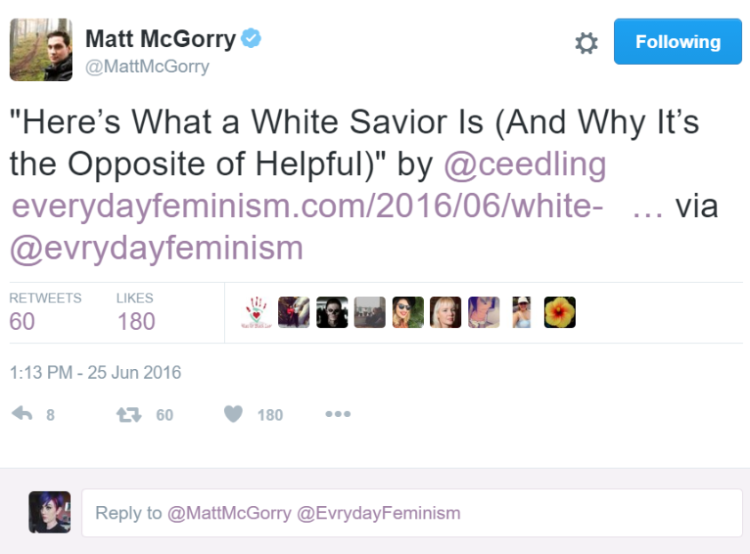 Matt McGorry
Following
@MattMcGorry
"Here's What a White Savior Is (And Why It's
the Opposite of Helpful)" by @ceedling
everydayfeminism.com/2016/06/white- … via
@evrydayfeminism
RETWEETS LIKES
60 180
1:13 PM - 25 Jun 2016
8 60 180
Reply to @MattMcGorry @EvrydayFeminism